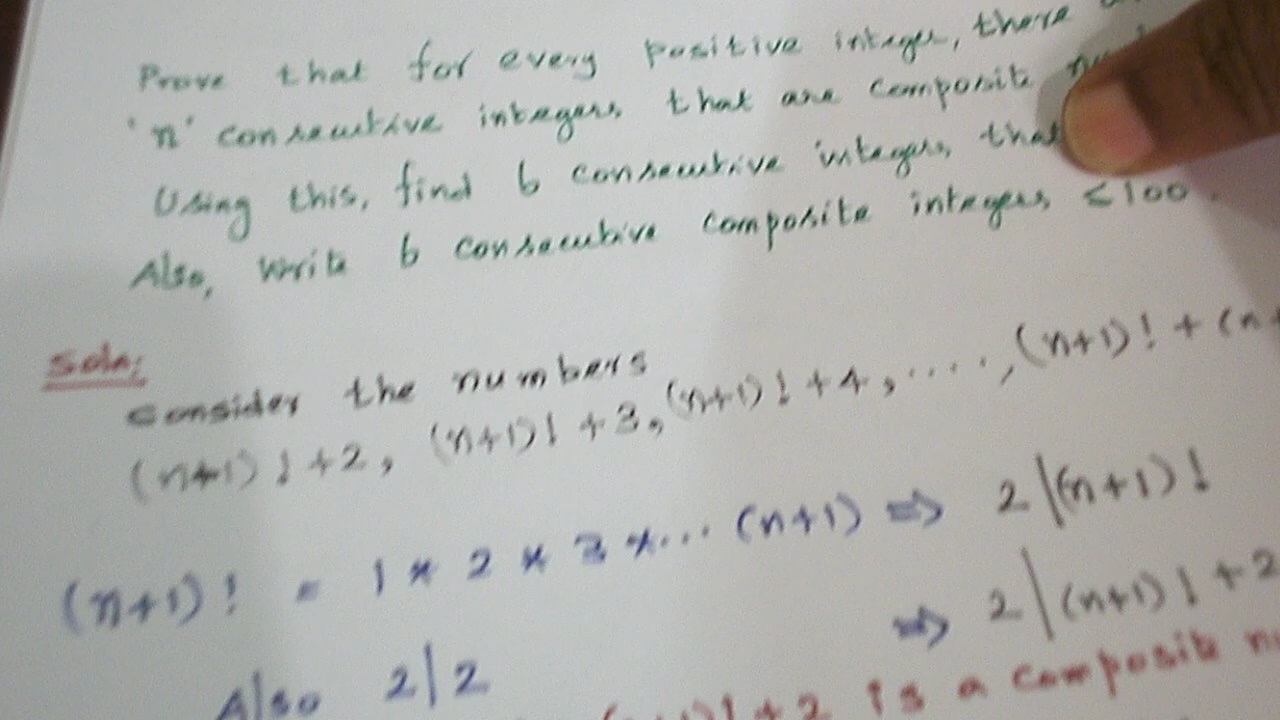 Prove that for every positive integer, there
'n' consecutive integers that are composite
Using this, find 6 consecutive integers, that
Also, write 6 consecutive composite integers ≤100.
Soln:
Consider the numbers
(n+1)!+2, (n+1)!+3, (n+1)!+4, ....., (n+1)!+(n
(n+1)! = 1 × 2 × 3 ×... (n+1) ⇒ 2|(n+1)!
Also 2|2 ⇒ 2|(n+1)!+2
!+2 is a composite